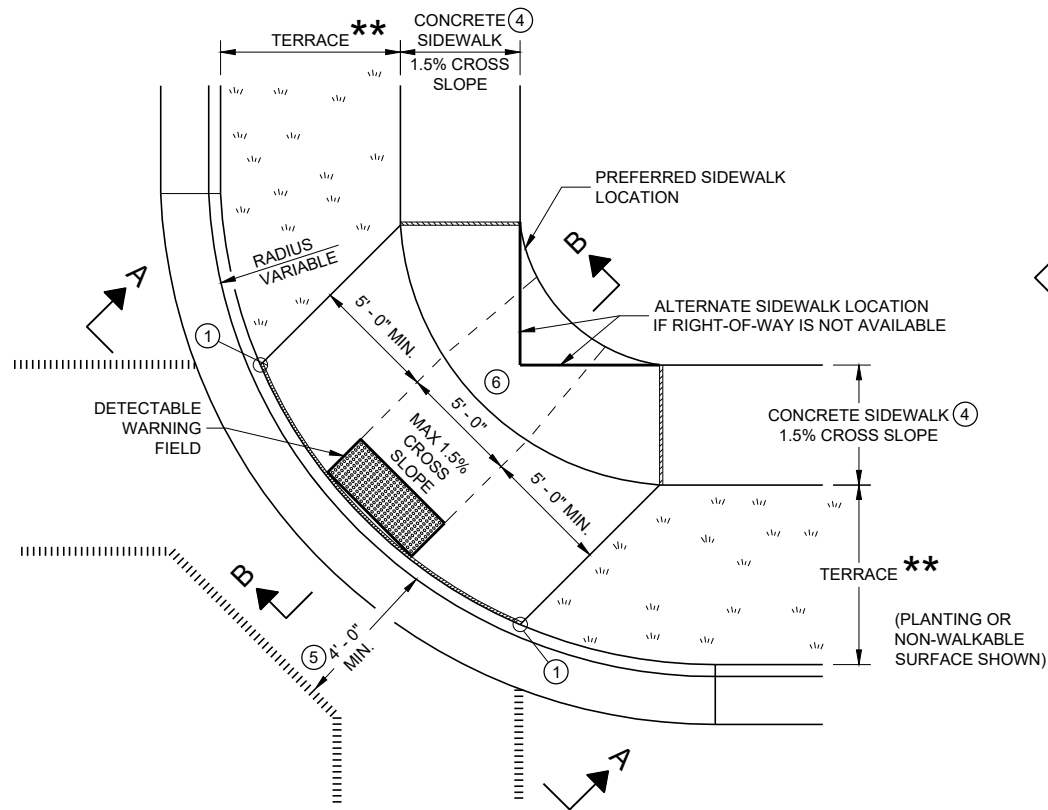 CONCRETE ④
TERRACE ** SIDEWALK
1.5% CROSS
SLOPE
PREFERRED SIDEWALK
LOCATION
B
RADIUS
VARIABLE
A
ALTERNATE SIDEWALK LOCATION
IF RIGHT-OF-WAY IS NOT AVAILABLE
5' - 0" MIN.
①
⑥
DETECTABLE
WARNING
FIELD
5' - 0"
MAX 1.5%
CROSS
SLOPE
CONCRETE SIDEWALK ④
1.5% CROSS SLOPE
5' - 0" MIN.
TERRACE **
(PLANTING OR
NON-WALKABLE
SURFACE SHOWN)
B
⑤ 4' - 0"
MIN.
①
A